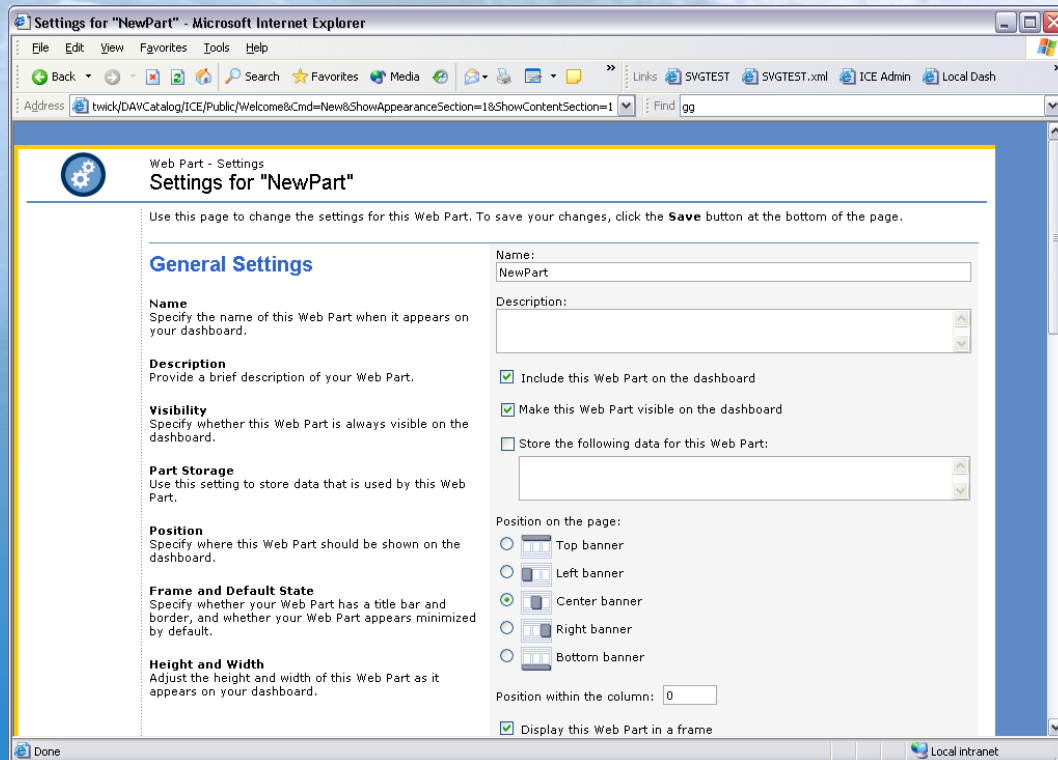 Settings for "NewPart" - Microsoft Internet Explorer
File Edit View Favorites Tools Help
Back Search Favorites Media » Links SVGTEST SVGTEST.xml ICE Admin Local Dash »
Address twick/DAVCatalog/ICE/Public/Welcome&Cmd=New&ShowAppearanceSection=1&ShowContentSection=1 Find gg
Web Part - Settings
Settings for "NewPart"
Use this page to change the settings for this Web Part. To save your changes, click the Save button at the bottom of the page.
General Settings
Name
Specify the name of this Web Part when it appears on
your dashboard.
Description
Provide a brief description of your Web Part.
Visibility
Specify whether this Web Part is always visible on the
dashboard.
Part Storage
Use this setting to store data that is used by this Web
Part.
Position
Specify where this Web Part should be shown on the
dashboard.
Frame and Default State
Specify whether your Web Part has a title bar and
border, and whether your Web Part appears minimized
by default.
Height and Width
Adjust the height and width of this Web Part as it
appears on your dashboard.
Name:
NewPart
Description:
Include this Web Part on the dashboard
Make this Web Part visible on the dashboard
Store the following data for this Web Part:
Position on the page:
Top banner
Left banner
Center banner
Right banner
Bottom banner
Position within the column: 0
Display this Web Part in a frame
Done Local intranet